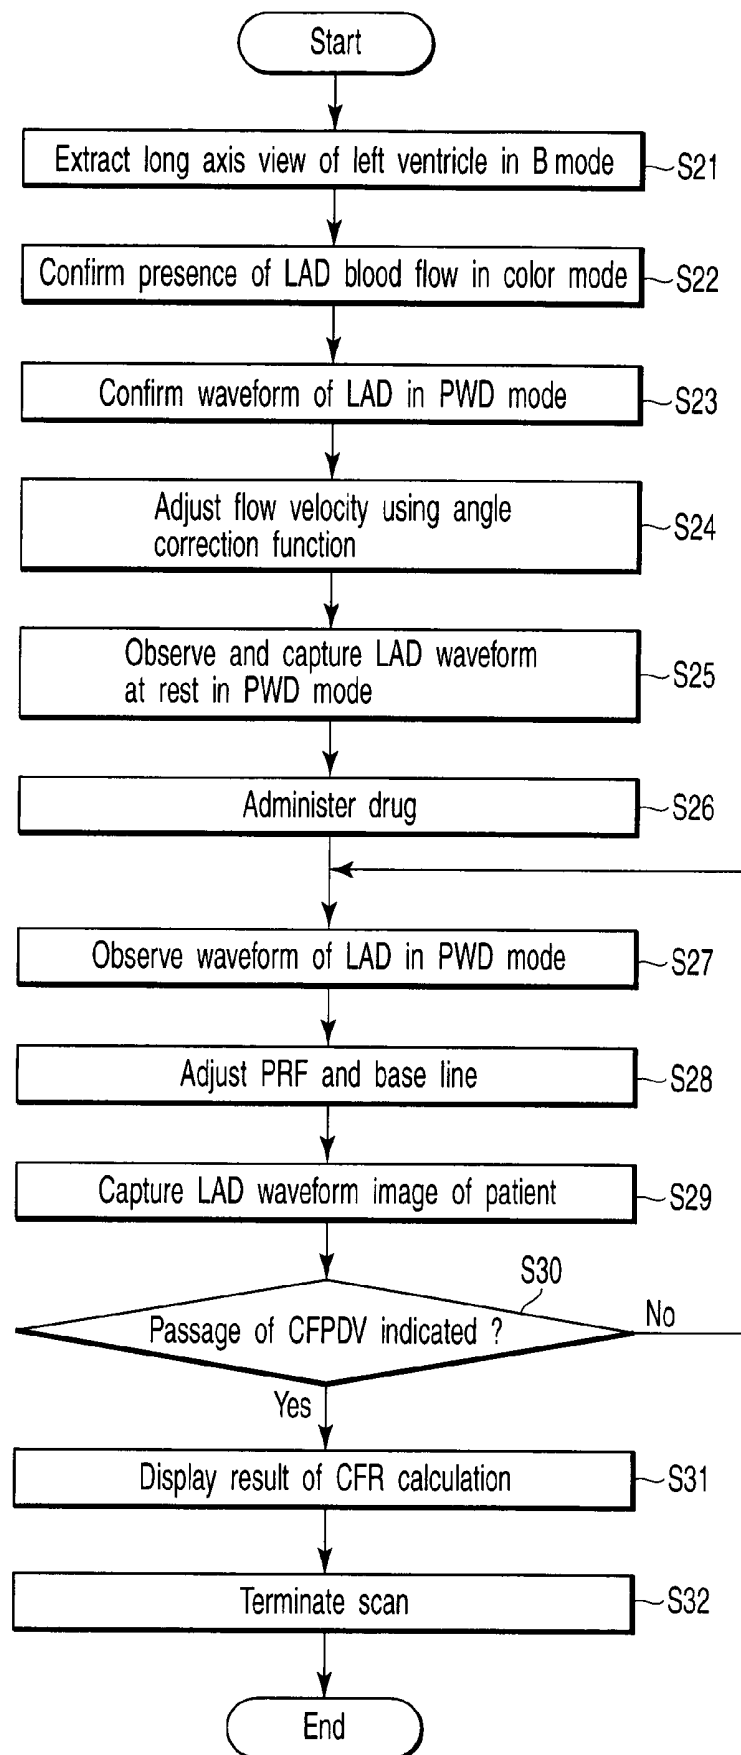 Start
Extract long axis view of left ventricle in B mode
S21
Confirm presence of LAD blood flow in color mode
S22
Confirm waveform of LAD in PWD mode
S23
Adjust flow velocity using angle
correction function
S24
Observe and capture LAD waveform
at rest in PWD mode
S25
Administer drug
S26
Observe waveform of LAD in PWD mode
S27
Adjust PRF and base line
S28
Capture LAD waveform image of patient
S29
S30
Passage of CFPDV indicated ?
No
Yes
Display result of CFR calculation
S31
Terminate scan
S32
End